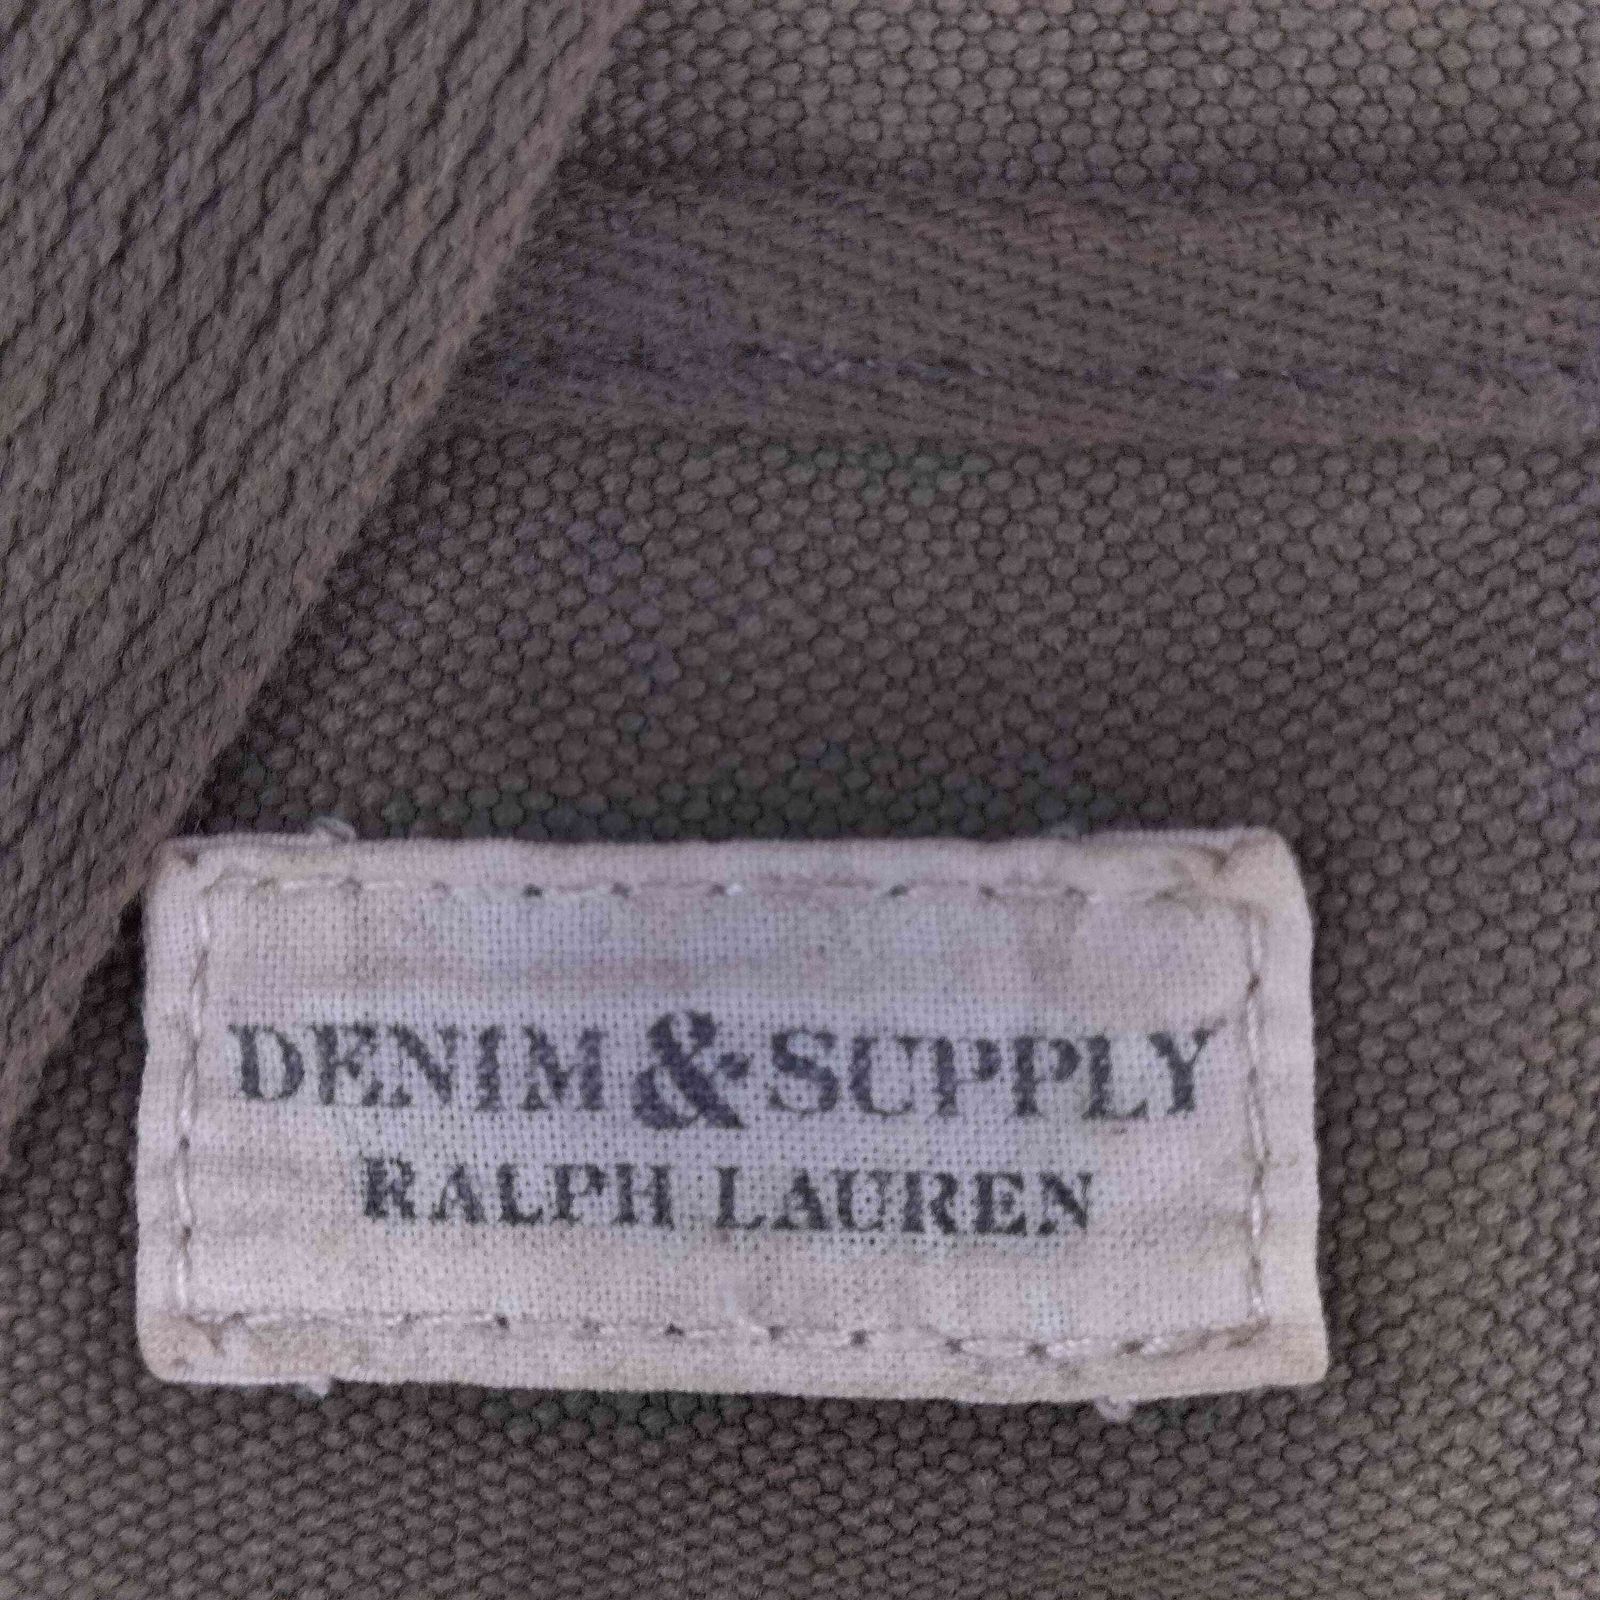 DENIM & SUPPLY
RALPH LAUREN